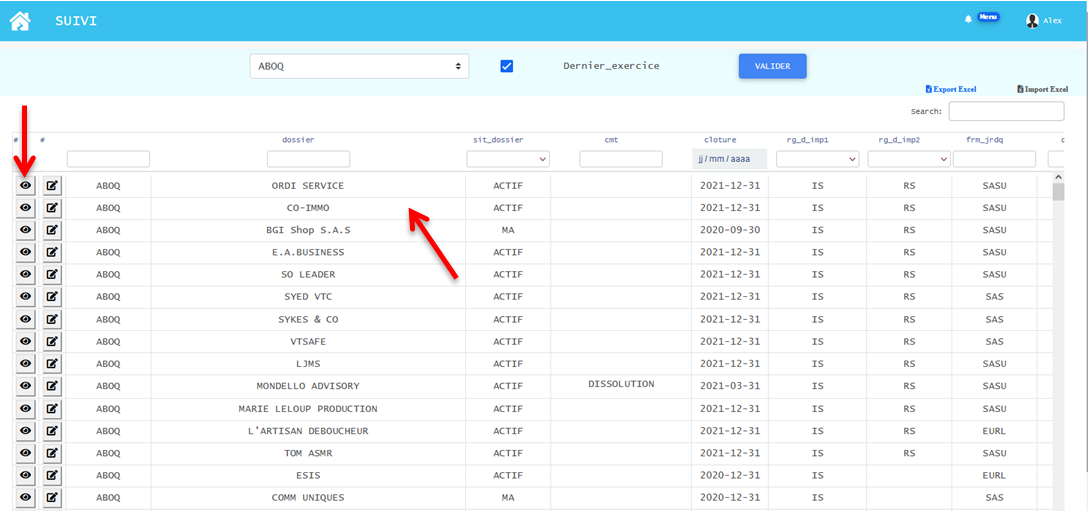 SUIVI Menu Alex
ABOQ Dernier_exercice VALIDER
Export Excel Import Excel
Search:
# # dossier sit_dossier cmt cloture rg_d_imp1 rg_d_imp2 frm_jrdq
jj / mm / aaaa
ABOQ ORDI SERVICE ACTIF 2021-12-31 IS RS SASU
ABOQ CO-IMMO ACTIF 2021-12-31 IS RS SASU
ABOQ BGI Shop S.A.S MA 2020-09-30 IS RS SASU
ABOQ E.A.BUSINESS ACTIF 2021-12-31 IS RS SASU
ABOQ SO LEADER ACTIF 2021-12-31 IS RS SASU
ABOQ SYED VTC ACTIF 2021-12-31 IS RS SAS
ABOQ SYKES & CO ACTIF 2021-12-31 IS RS SAS
ABOQ VTSAFE ACTIF 2021-12-31 IS RS SAS
ABOQ LJMS ACTIF 2021-12-31 IS RS SASU
ABOQ MONDELLO ADVISORY ACTIF DISSOLUTION 2021-03-31 IS RS SASU
ABOQ MARIE LELOUP PRODUCTION ACTIF 2021-12-31 IS RS SASU
ABOQ L'ARTISAN DEBOUCHEUR ACTIF 2021-12-31 IS RS EURL
ABOQ TOM ASMR ACTIF 2021-12-31 IS RS SASU
ABOQ ESIS ACTIF 2020-12-31 IS EURL
ABOQ COMM UNIQUES MA 2020-12-31 IS SAS